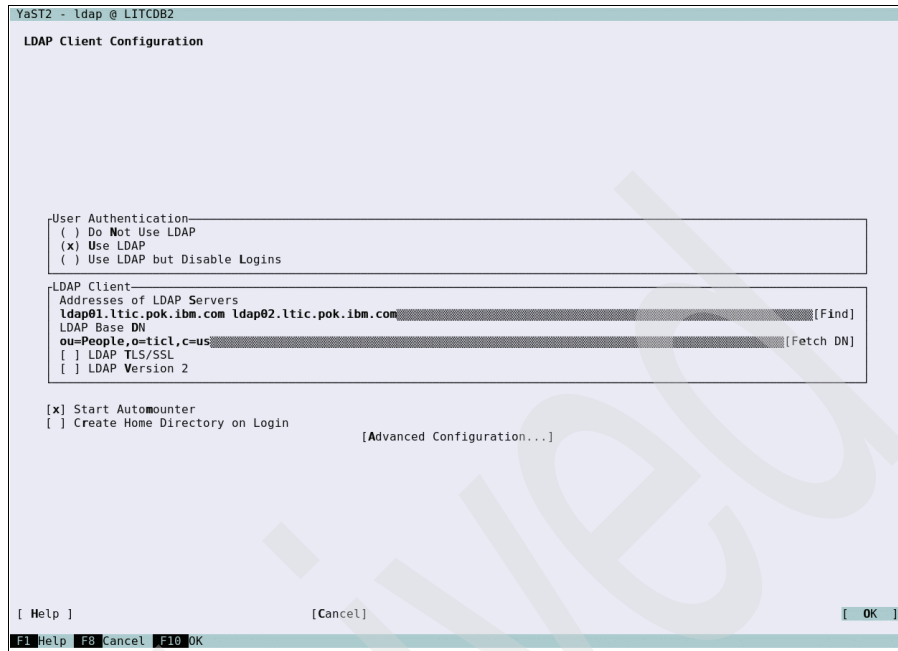 YaST2 - ldap @ LITCDB2
LDAP Client Configuration
User Authentication
( ) Do Not Use LDAP
(x) Use LDAP
( ) Use LDAP but Disable Logins
LDAP Client
Addresses of LDAP Servers
ldap01.ltic.pok.ibm.com ldap02.ltic.pok.ibm.com [Find]
LDAP Base DN
ou=People,o=ticl,c=us [Fetch DN]
[ ] LDAP TLS/SSL
[ ] LDAP Version 2
[x] Start Automounter
[ ] Create Home Directory on Login
[Advanced Configuration...]
[ Help ] [Cancel] [ OK ]
F1 Help F8 Cancel F10 OK